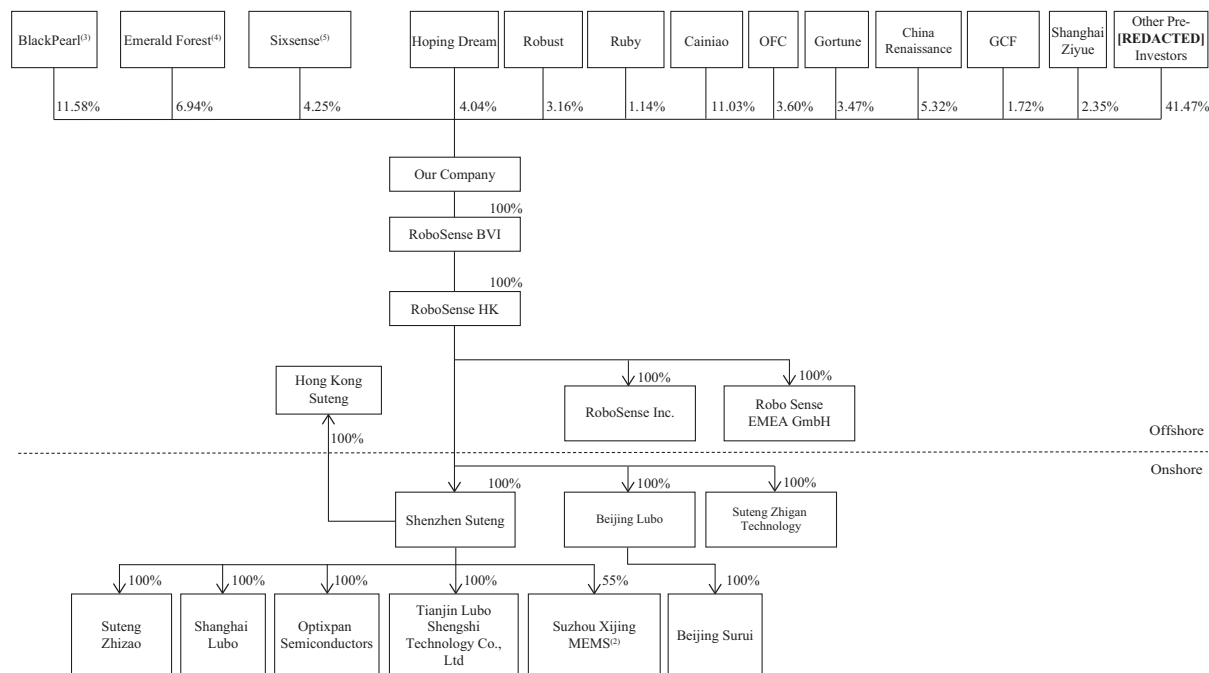 BlackPearl(3)
Emerald Forest(4)
Sixsense(5)
Hoping Dream
Robust
Ruby
Cainiao
OFC
Gortune
China
Renaissance
GCF
Shanghai
Ziyue
Other Pre-
[REDACTED]
Investors
11.58%
6.94%
4.25%
4.04%
3.16%
1.14%
11.03%
3.60%
3.47%
5.32%
1.72%
2.35%
41.47%
Our Company
100%
RoboSense BVI
100%
RoboSense HK
Hong Kong
Suteng
100%
100%
RoboSense Inc.
100%
Robo Sense
EMEA GmbH
Offshore
Onshore
100%
Shenzhen Suteng
100%
Beijing Lubo
100%
Suteng Zhigan
Technology
100%
Suteng
Zhizao
100%
Shanghai
Lubo
100%
Optixpan
Semiconductors
100%
Tianjin Lubo
Shengshi
Technology Co.,
Ltd
55%
Suzhou Xijing
MEMS(2)
100%
Beijing Surui